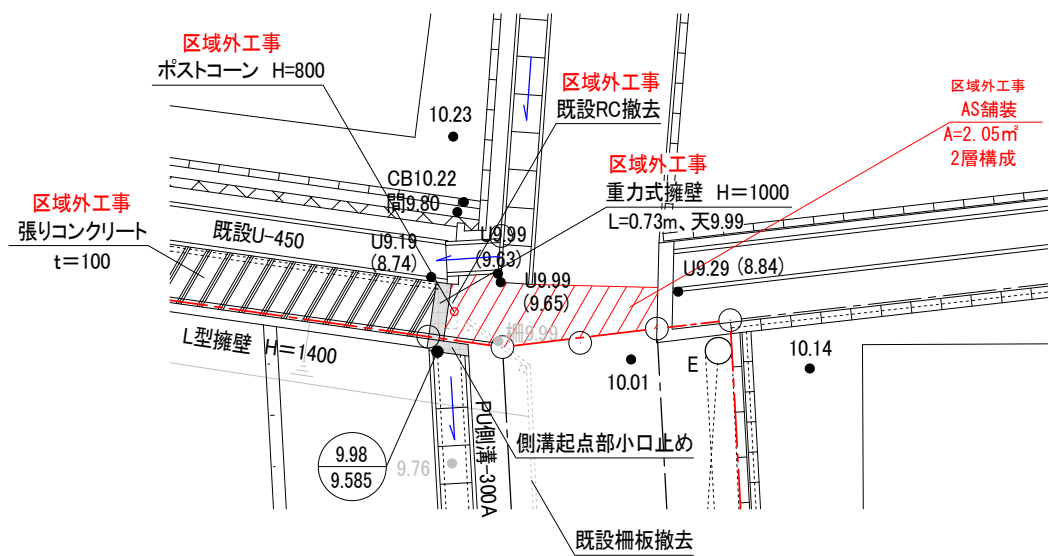 区域外工事
ポストコーン H=800
区域外工事
既設RC撤去
区域外工事
AS舗装
A=2.05㎡
2層構成
10.23
区域外工事
重力式擁壁 H=1000
L=0.73m、天9.99
CB10.22
間9.80
区域外工事
張りコンクリート
t=100
既設U-450
U9.19
(8.74)
U9.99
(9.63)
U9.99
(9.65)
U9.29 (8.84)
柵9.99
L型擁壁 H=1400
10.01
E
10.14
9.98
9.585
9.76
PU側溝-300A
側溝起点部小口止め
既設柵板撤去